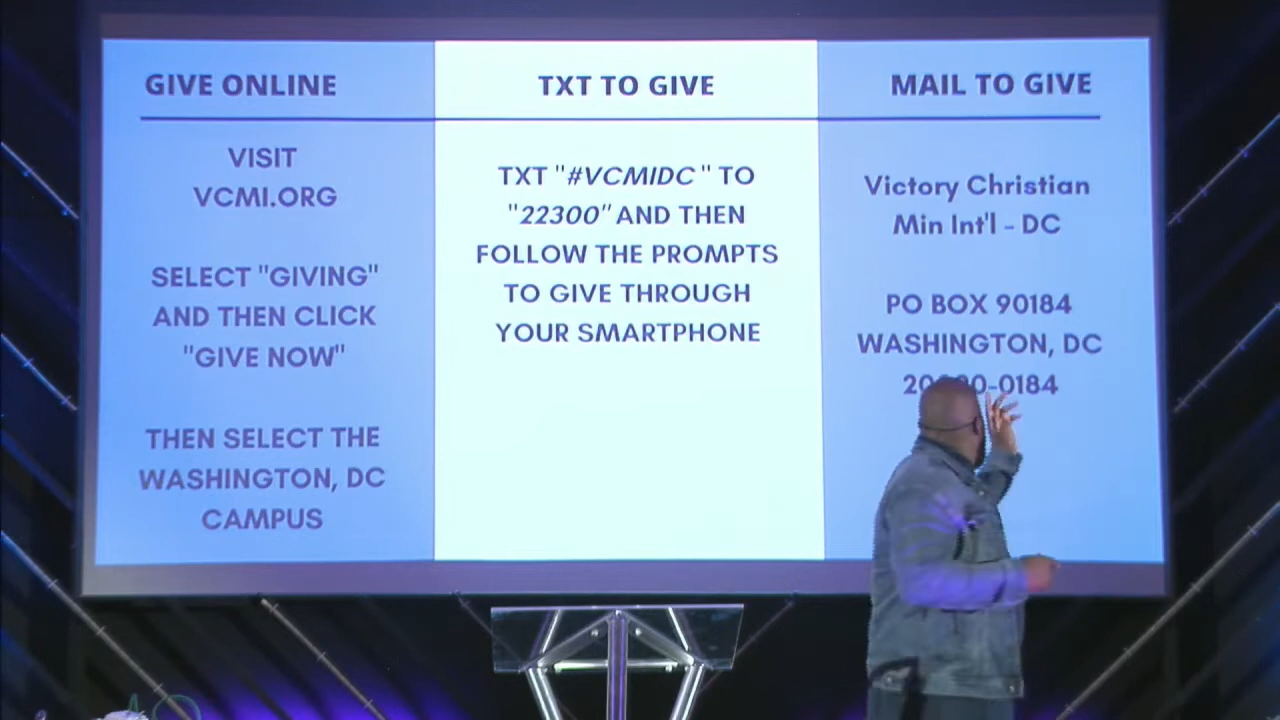 GIVE ONLINE
VISIT
VCMI.ORG
SELECT "GIVING"
AND THEN CLICK
"GIVE NOW"
THEN SELECT THE
WASHINGTON, DC
CAMPUS
TXT TO GIVE
TXT "#VCMIDC " TO
"22300" AND THEN
FOLLOW THE PROMPTS
TO GIVE THROUGH
YOUR SMARTPHONE
MAIL TO GIVE
Victory Christian
Min Int'l - DC
PO BOX 90184
WASHINGTON, DC